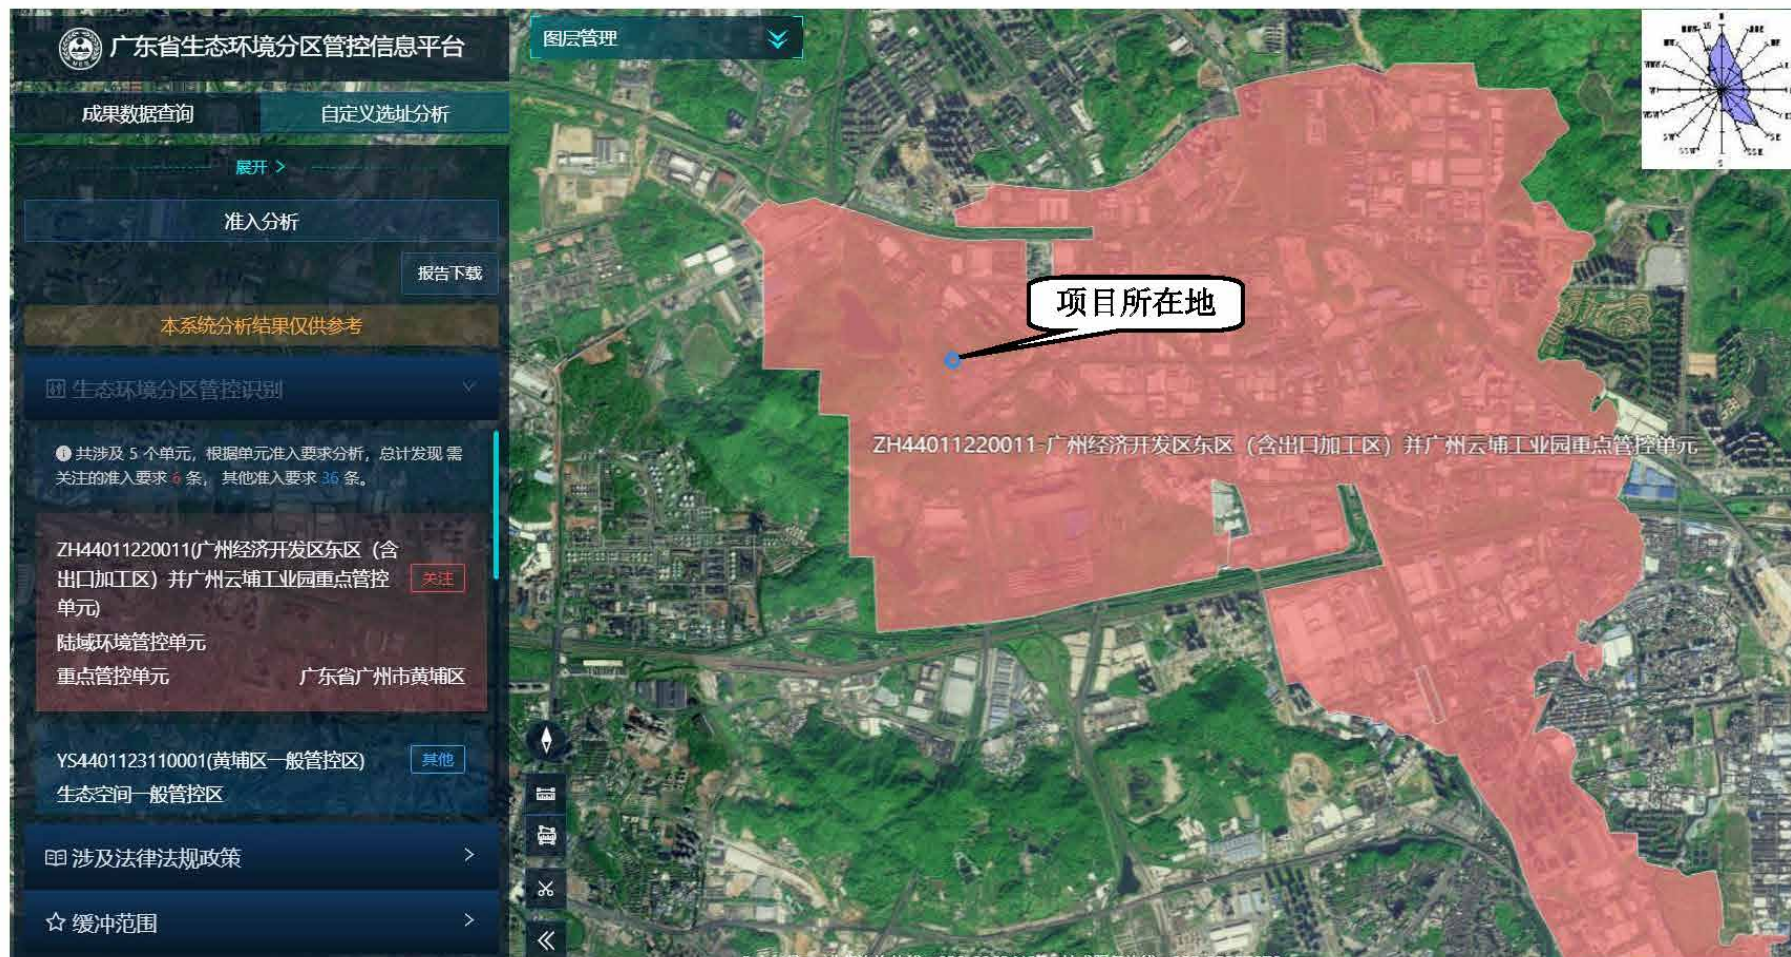 广东省生态环境分区管控信息平台
图层管理
成果数据查询
自定义选址分析
展开 >
准入分析
报告下载
本系统分析结果仅供参考
生态环境分区管控识别
共涉及 5 个单元，根据单元准入要求分析，总计发现 需
关注的准入要求 6 条， 其他准入要求 36 条。
ZH44011220011(广州经济开发区东区（含
出口加工区）并广州云埔工业园重点管控
单元)
关注
陆域环境管控单元
重点管控单元
广东省广州市黄埔区
YS4401123110001(黄埔区一般管控区)
其他
生态空间一般管控区
涉及法律法规政策
缓冲范围
项目所在地
ZH44011220011-广州经济开发区东区（含出口加工区）并广州云埔工业园重点管控单元